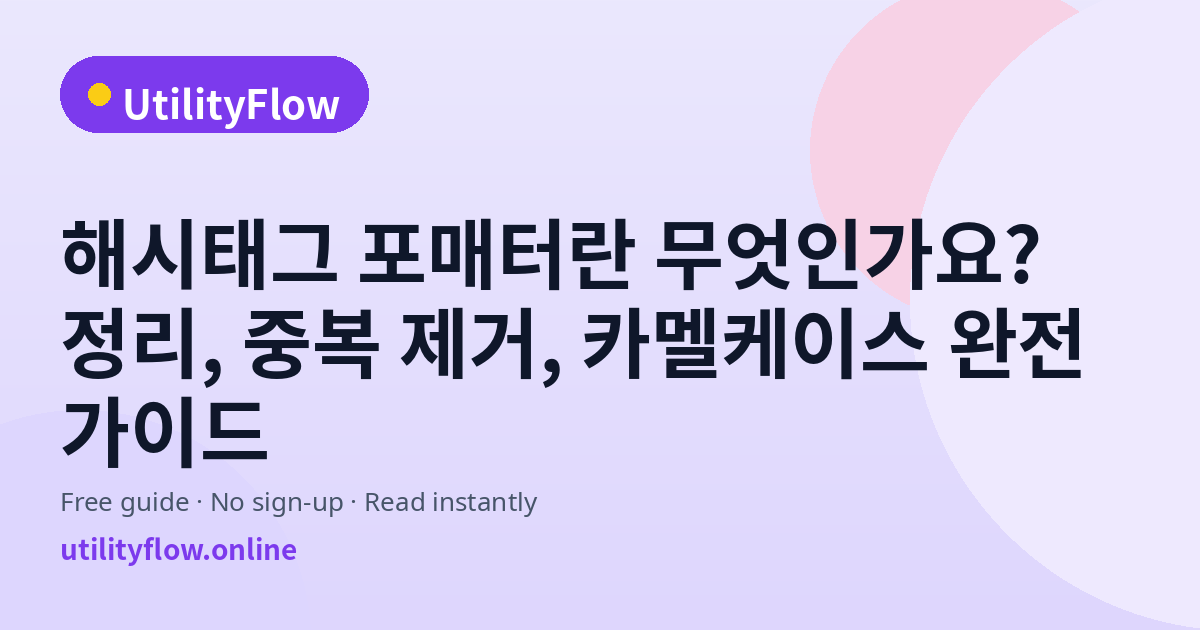 UtilityFlow
해시태그 포매터란 무엇인가요?
정리, 중복 제거, 카멜케이스 완전
가이드
Free guide · No sign-up · Read instantly
utilityflow.online